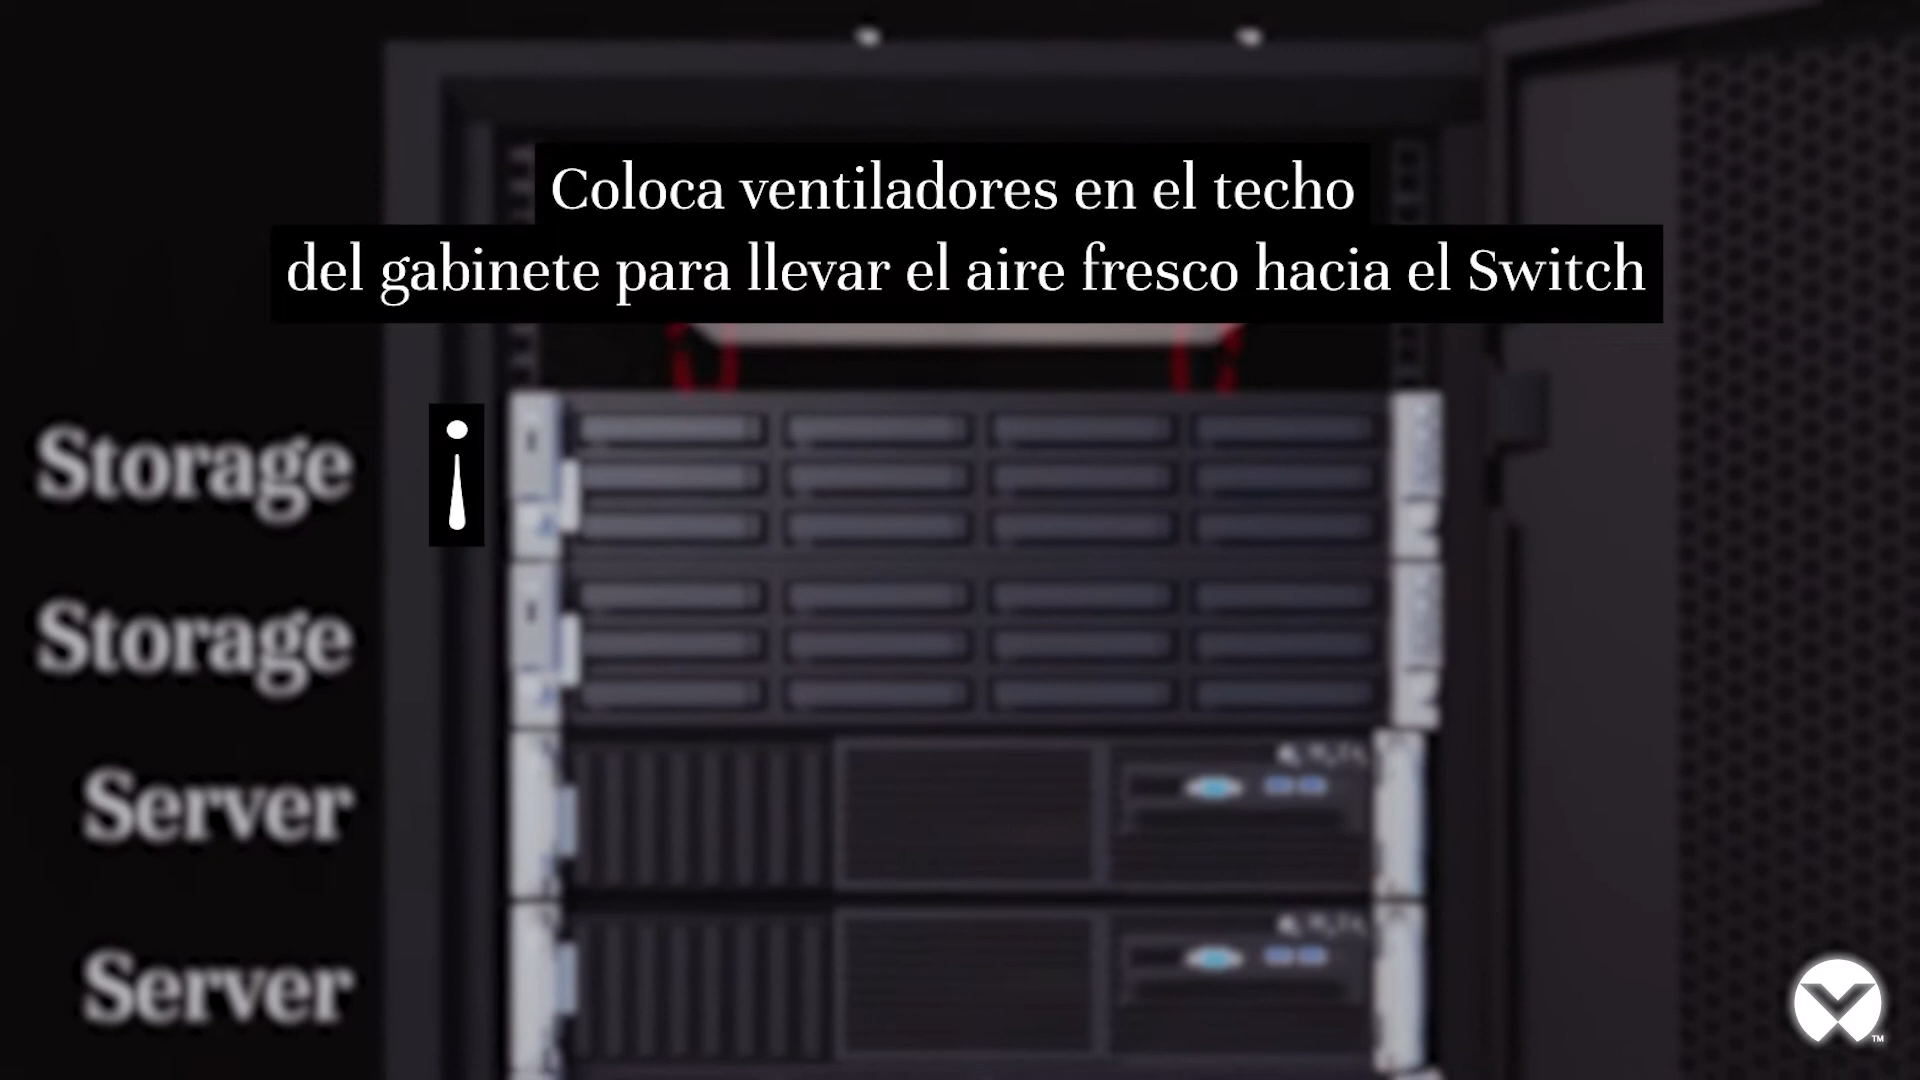 Coloca ventiladores en el techo
del gabinete para llevar el aire fresco hacia el Switch
Storage
¡
Storage
Server
Server
TM